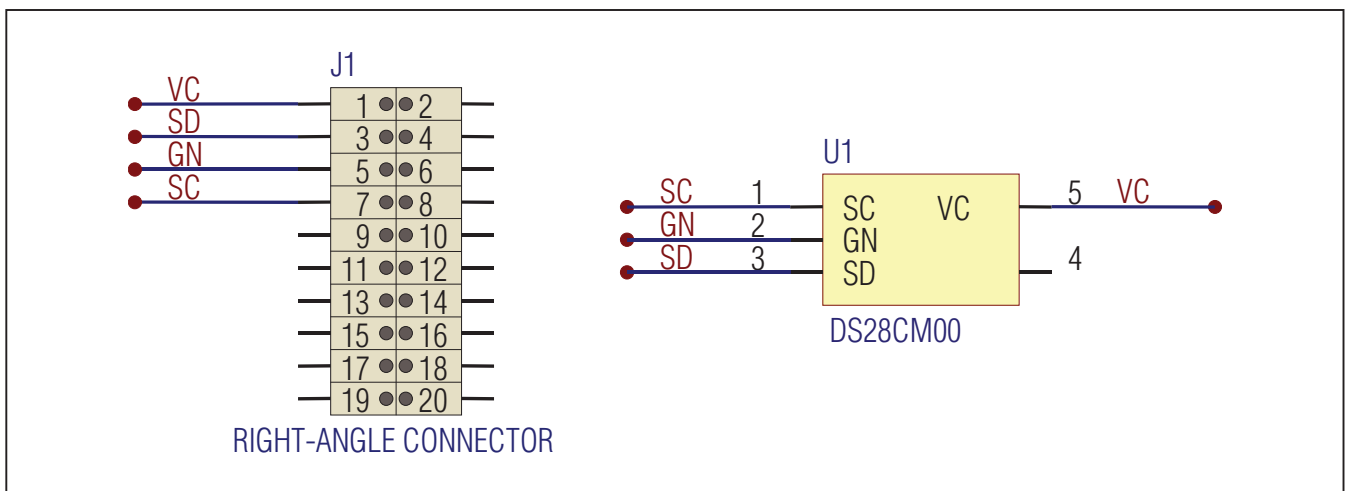 J1
VC
1 2
SD
3 4
GN
5 6
SC
7 8
9 10
11 12
13 14
15 16
17 18
19 20
RIGHT-ANGLE CONNECTOR
U1
SC 1 SC VC 5 VC
GN 2 GN
SD 3 SD 4
DS28CM00